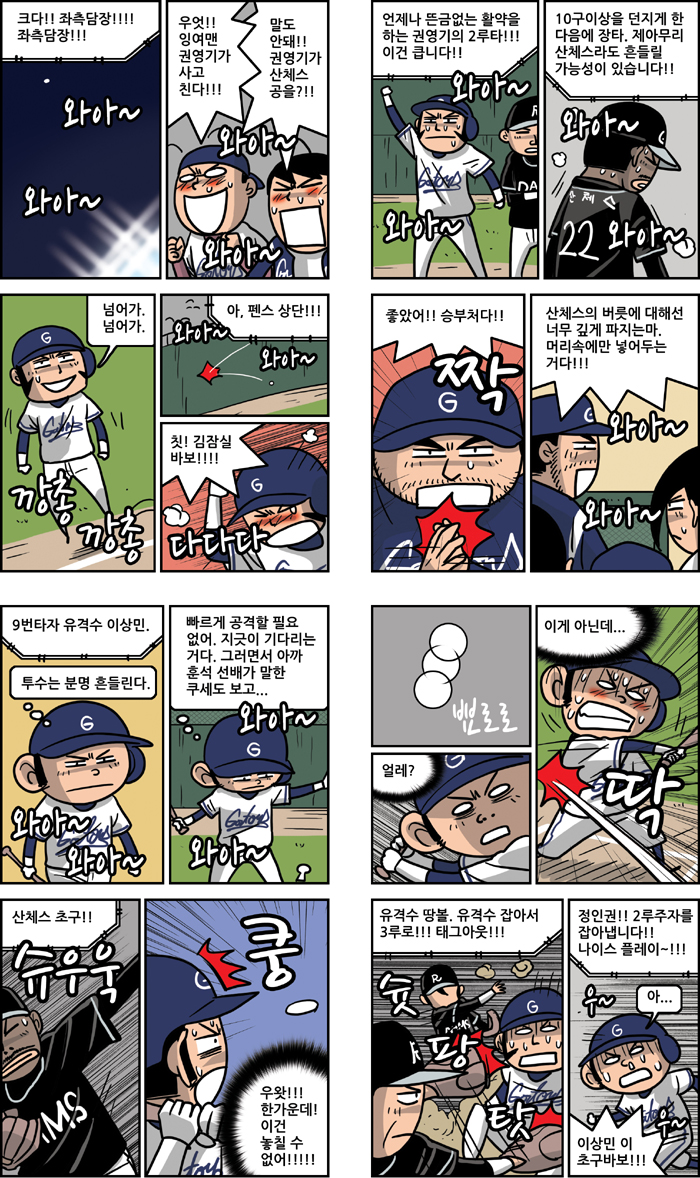 크다!! 좌측담장!!!!
좌측담장!!!
와아~
와아~
우엇!!
잉여맨
권영기가
사고
친다!!!
말도
안돼!!
권영기가
산체스
공을?!!
와아~
와아~
넘어가.
넘어가.
깡총
깡총
아, 펜스 상단!!!
와아~
와아~
칫! 김잠실
바보!!!!
다다다
언제나 뜬금없는 활약을
하는 권영기의 2루타!!!
이건 큽니다!!
와아~
와아~
10구이상을 던지게 한
다음에 장타. 제아무리
산체스라도 흔들릴
가능성이 있습니다!!
와아~
산체스
22
와아~
좋았어!! 승부처다!!
짝
G
산체스의 버릇에 대해선
너무 깊게 파지는마.
머리속에만 넣어두는
거다!!!
와아~
와아~
9번타자 유격수 이상민.
투수는 분명 흔들린다.
G
와아~
와아~
Gators
빠르게 공격할 필요
없어. 지긋이 기다리는
거다. 그러면서 아까
훈석 선배가 말한
쿠세도 보고...
와아~
G
Gators
와아~
산체스 초구!!
슈우욱
MS
쿵
G
우왓!!!
한가운데!
이건
놓칠 수
없어!!!!!
뽀로로
얼레?
이게 아닌데...
딱
유격수 땅볼. 유격수 잡아서
3루로!!! 태그아웃!!!
슛
R
팡
G
탓
정인권!! 2루주자를
잡아냅니다!!
나이스 플레이~!!!
우~
아...
G
우~
이상민 이
초구바보!!!